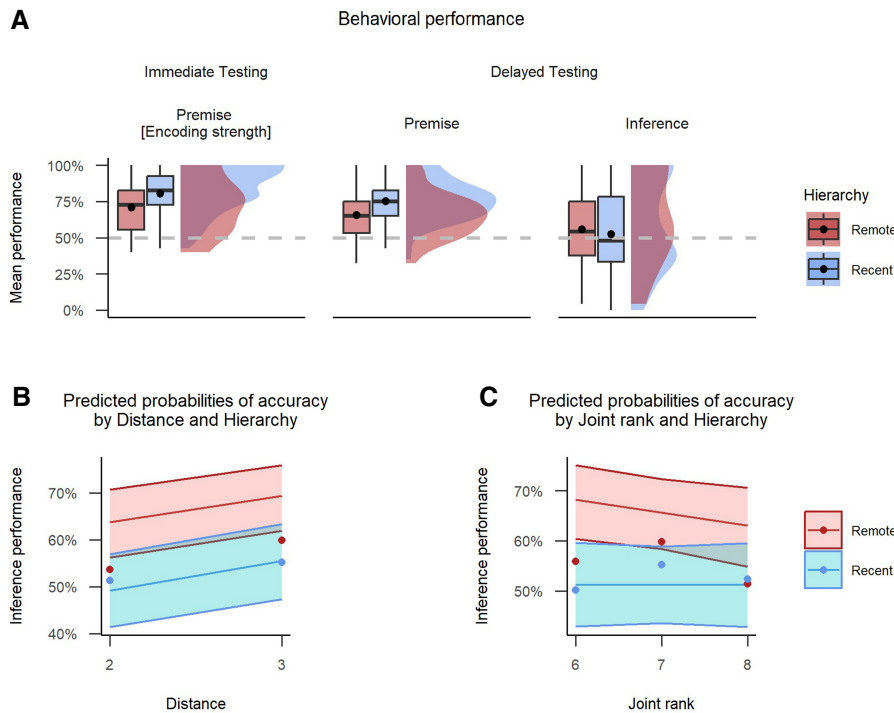 A
Behavioral performance
Immediate Testing
Delayed Testing
Premise
[Encoding strength]
Premise
Inference
Mean performance
100%
75%
50%
25%
0%
Hierarchy
Remote
Recent
B
Predicted probabilities of accuracy
by Distance and Hierarchy
Inference performance
70%
60%
50%
40%
2
3
Distance
C
Predicted probabilities of accuracy
by Joint rank and Hierarchy
Inference performance
70%
60%
50%
6
7
8
Joint rank
Remote
Recent